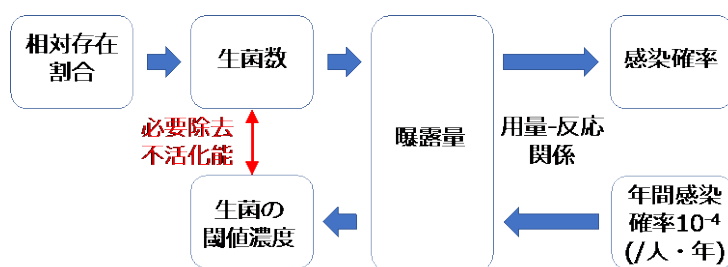 相対存在
割合
生菌数
必要除去
不活化能
生菌の
閾値濃度
曝露量
感染確率
用量-反応
関係
年間感染
確率10⁻⁴
(/人・年)